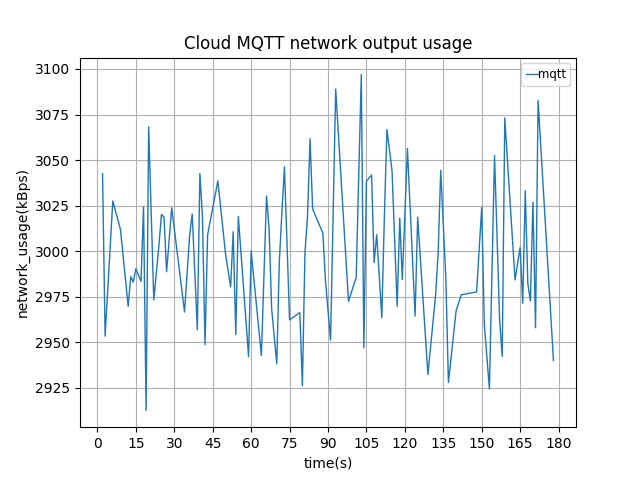 Cloud MQTT network output usage
mqtt
3100
3075
3050
3025
3000
2975
2950
2925
network_usage(kBps)
0 15 30 45 60 75 90 105 120 135 150 165 180
time(s)